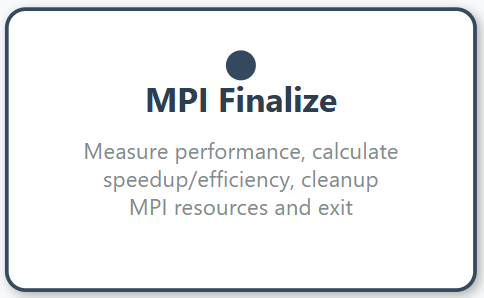 MPI Finalize
Measure performance, calculate
speedup/efficiency, cleanup
MPI resources and exit